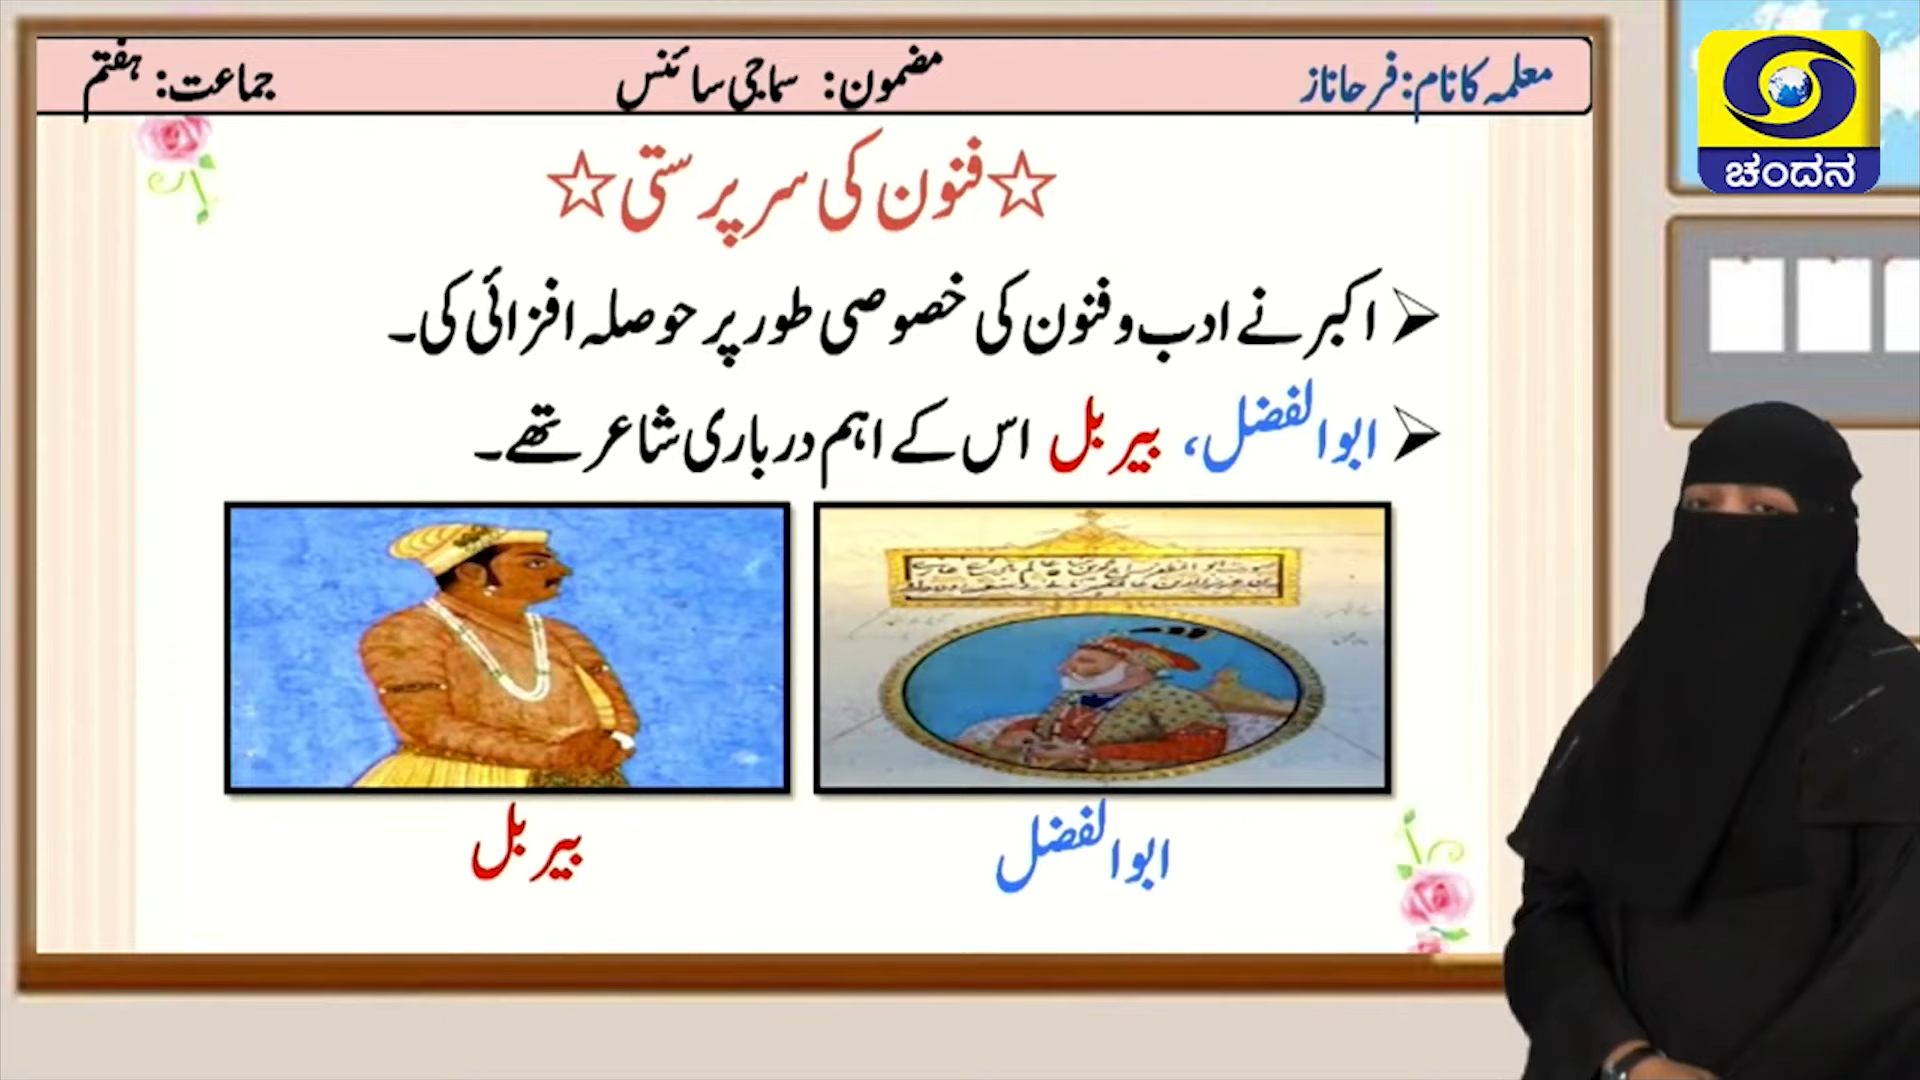 معلمہ کا نام: فرحاناز
مضمون: سماجی سائنس
جماعت: ہفتم
ಚಂದನ
☆فنون کی سرپرستی☆
اکبر نے ادب و فنون کی خصوصی طور پر حوصلہ افزائی کی۔
ابوالفضل، بیربل اس کے اہم درباری شاعر تھے۔
ابوالفضل
بیربل